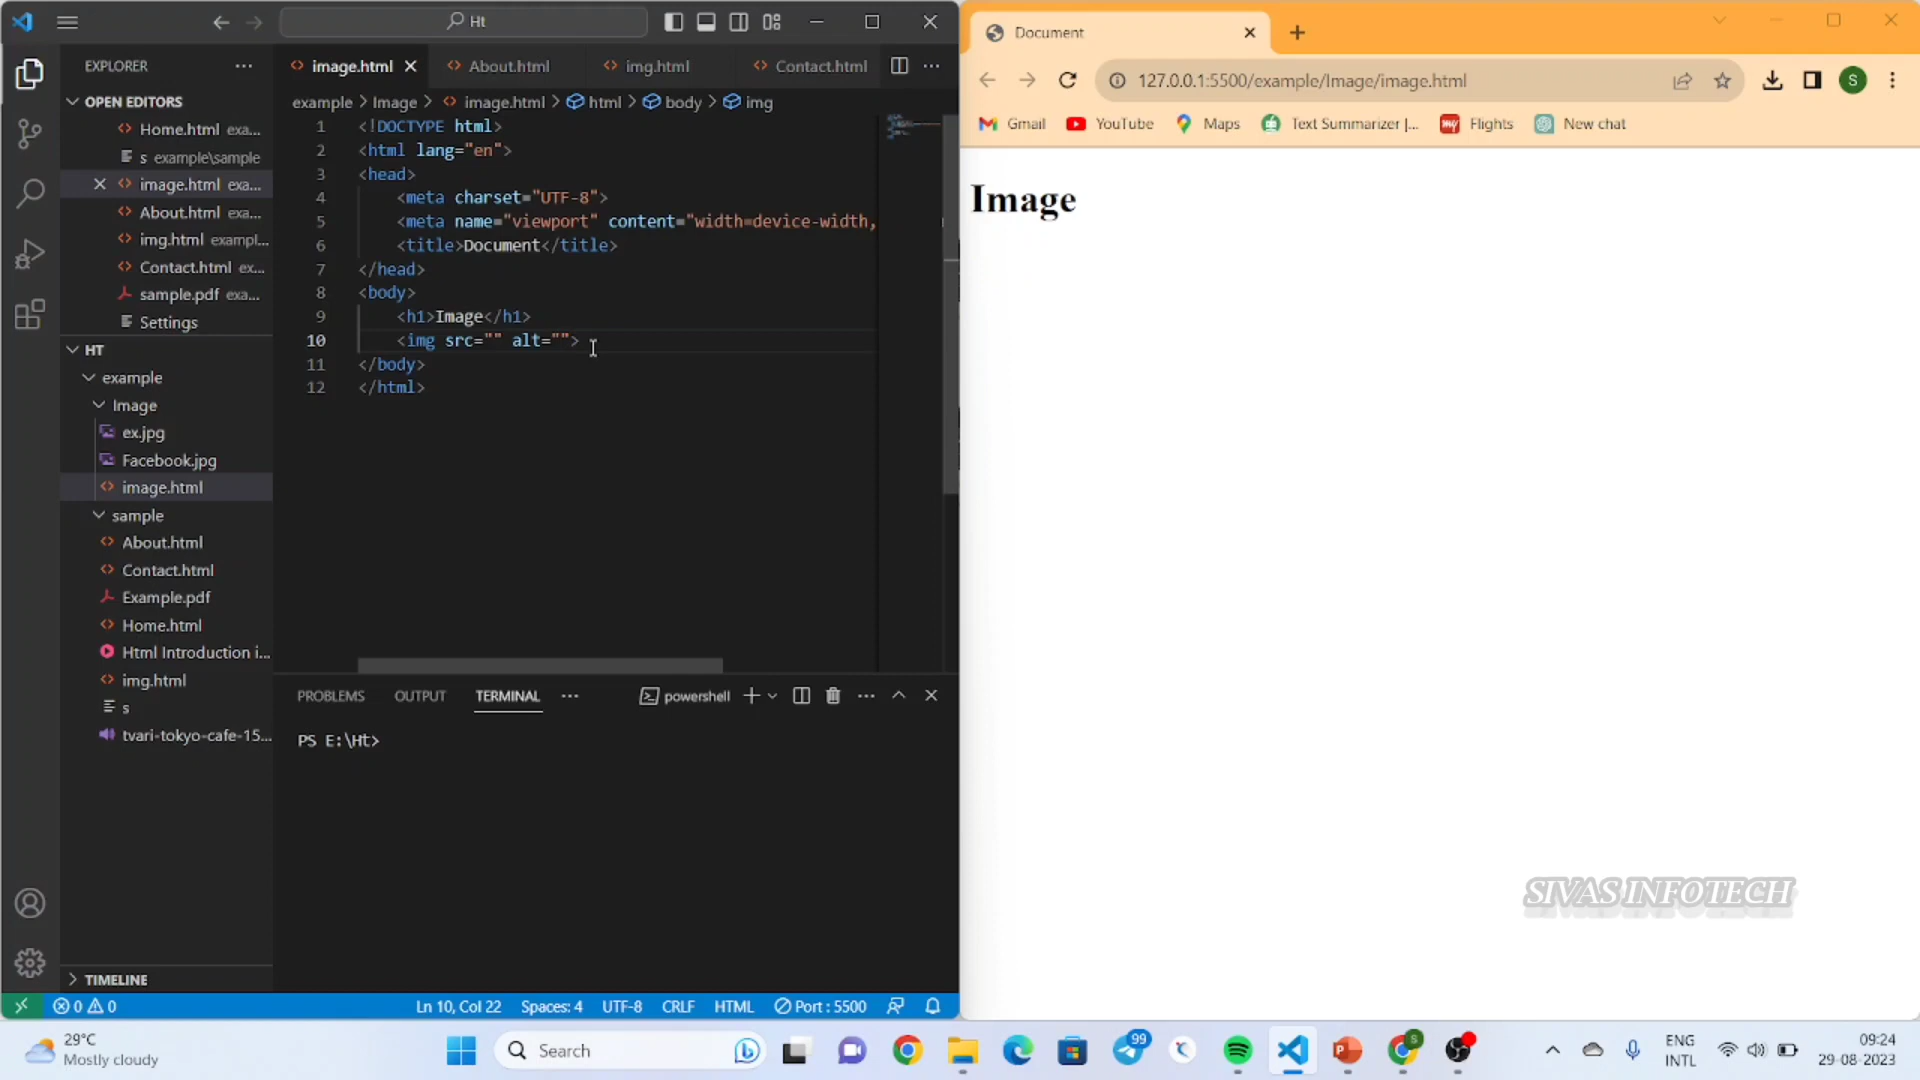 Ht
EXPLORER
OPEN EDITORS
Home.html exa...
s example\sample
image.html exa...
About.html exa...
img.html exampl...
Contact.html ex...
sample.pdf exa...
Settings
HT
example
Image
ex.jpg
Facebook.jpg
image.html
sample
About.html
Contact.html
Example.pdf
Home.html
Html Introduction i...
img.html
s
tvari-tokyo-cafe-15...
TIMELINE
image.html About.html img.html Contact.html
example > Image > image.html > html > body > img
1 <!DOCTYPE html>
2 <html lang="en">
3 <head>
4 <meta charset="UTF-8">
5 <meta name="viewport" content="width=device-width,
6 <title>Document</title>
7 </head>
8 <body>
9 <h1>Image</h1>
10 <img src="" alt="">
11 </body>
12 </html>
PROBLEMS OUTPUT TERMINAL powershell
PS E:\Ht>
0 0 Ln 10, Col 22 Spaces: 4 UTF-8 CRLF HTML Port : 5500
Document
127.0.0.1:5500/example/Image/image.html S
Gmail YouTube Maps Text Summarizer |... Flights New chat
Image
SIVAS INFOTECH
29°C
Mostly cloudy
Search
99
ENG
INTL
09:24
29-08-2023